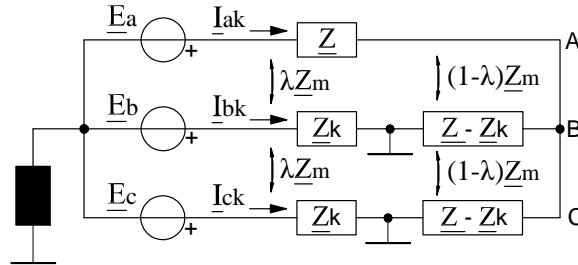 Ea + Iak Z A
λZm (1-λ)Zm
Eb + Ibk Zk Z - Zk B
λZm (1-λ)Zm
Ec + Ick Zk Z - Zk C